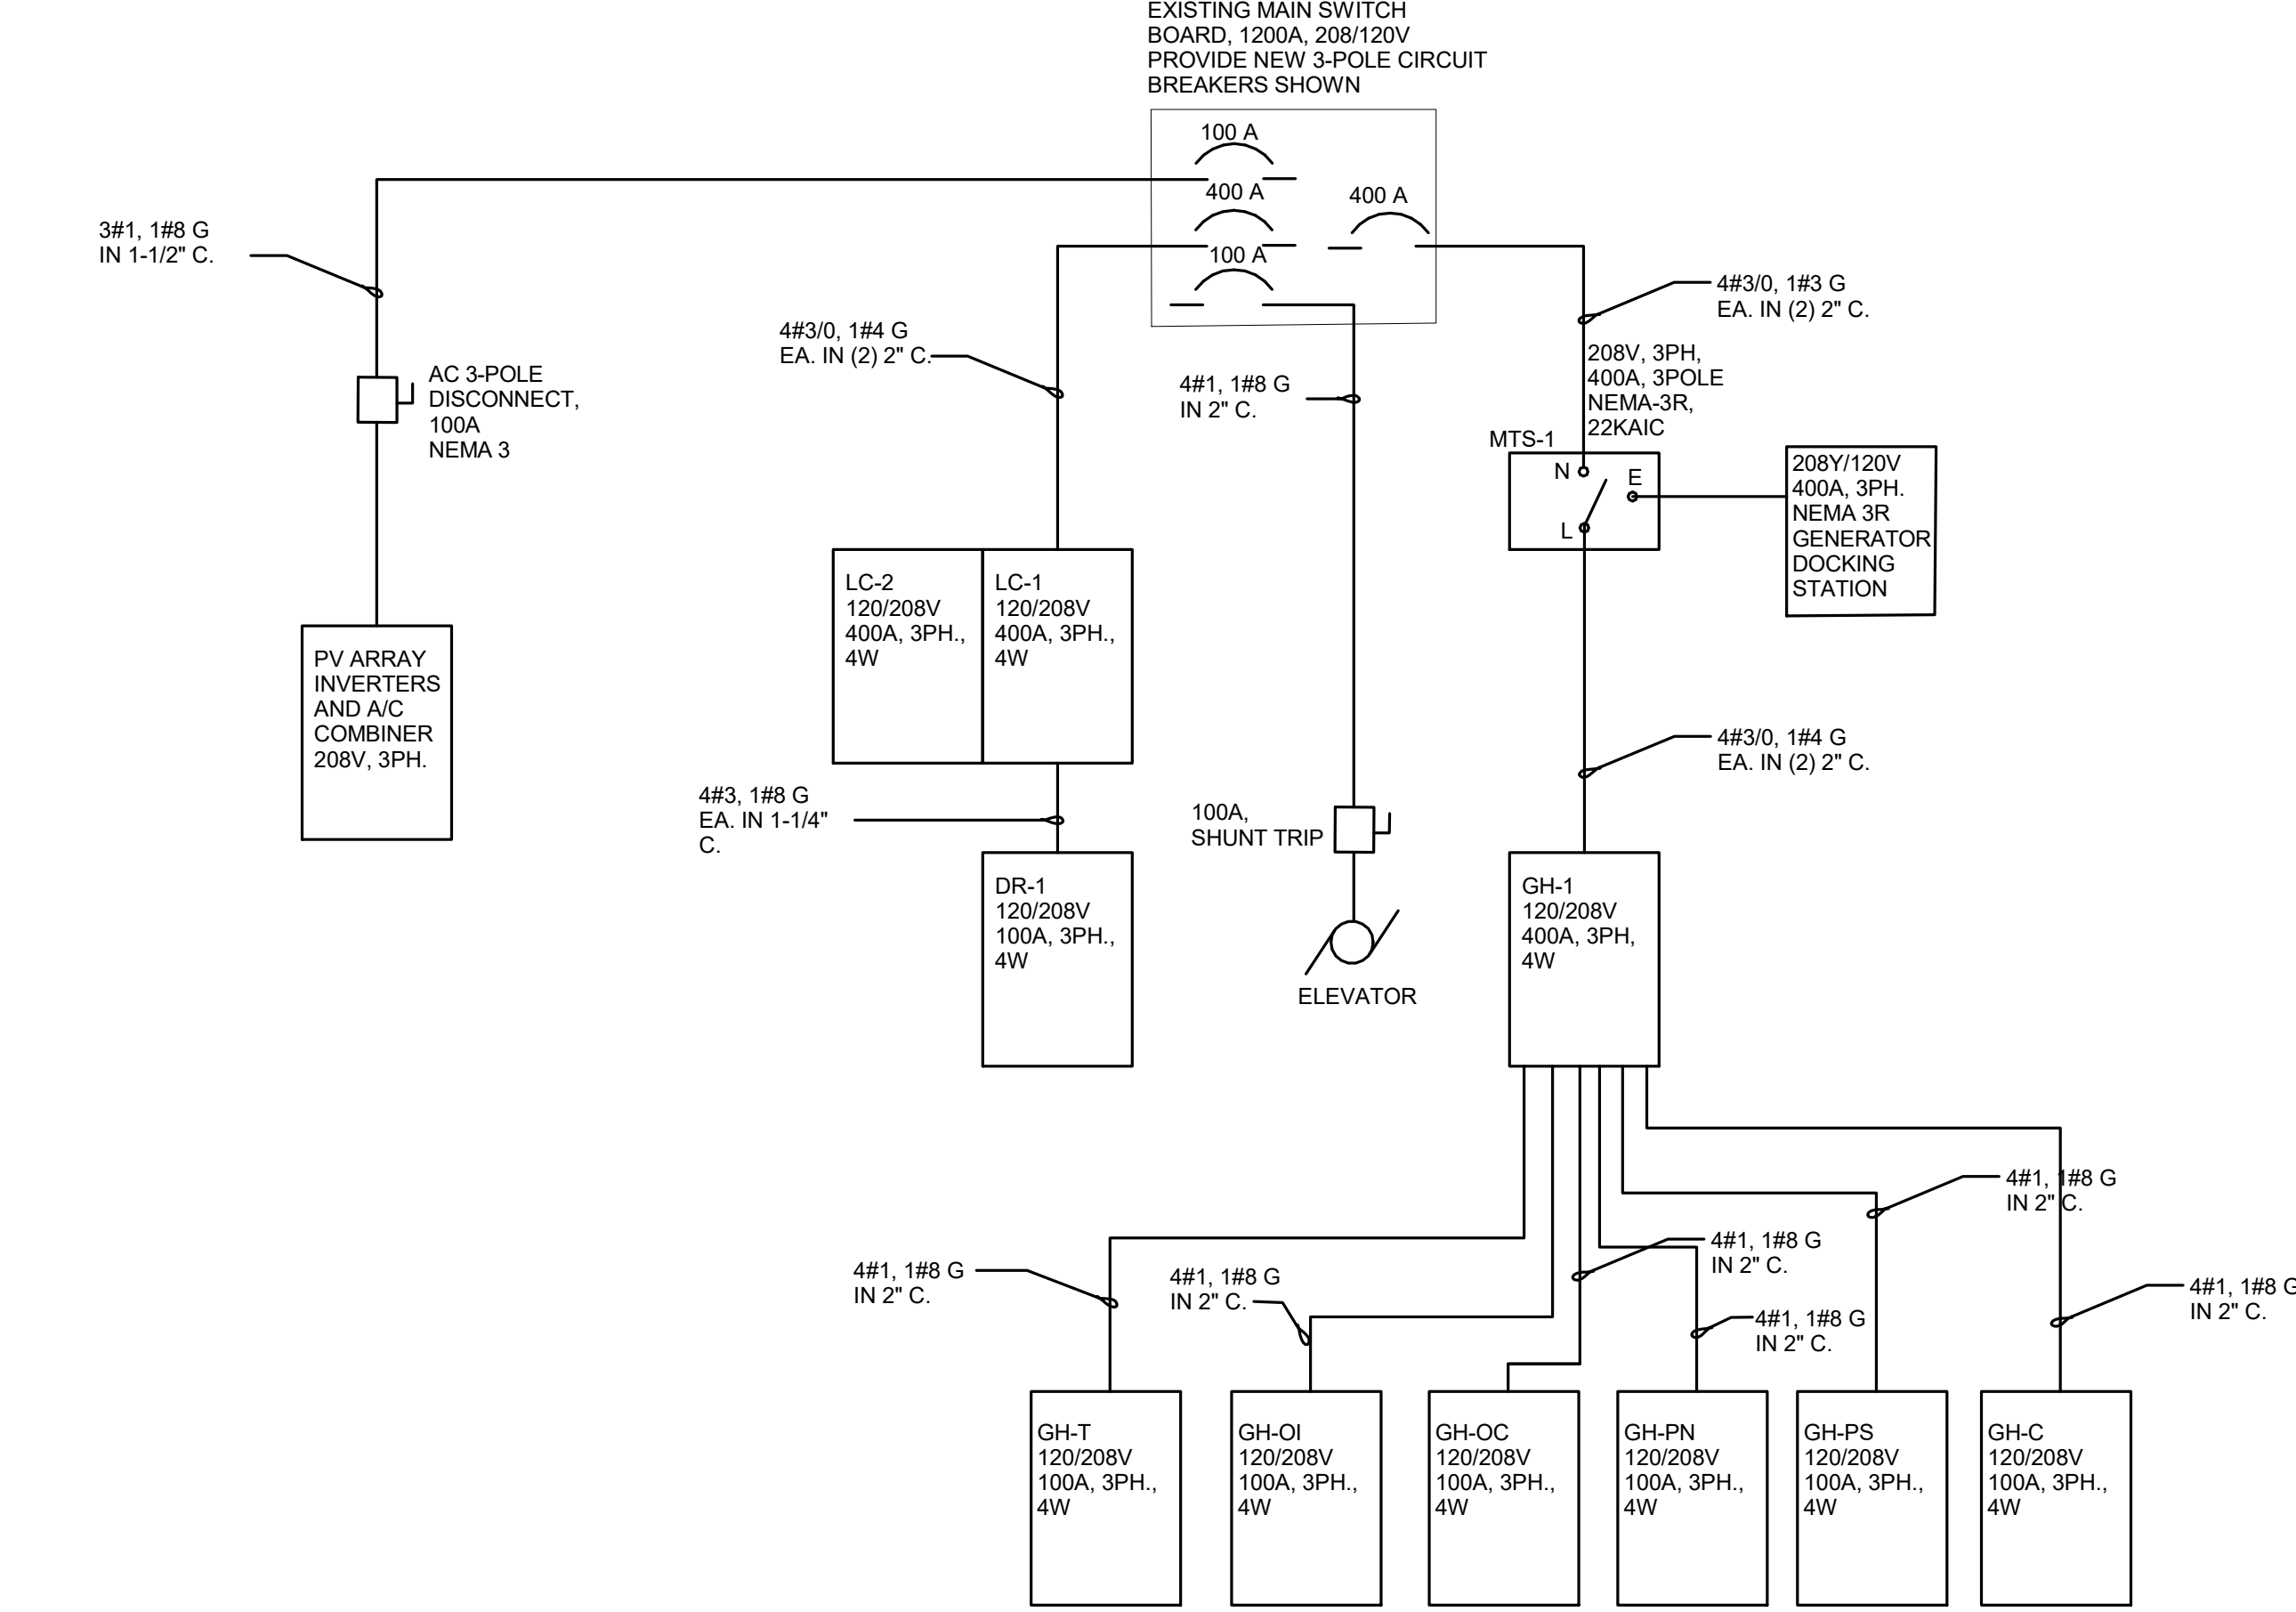 EXISTING MAIN SWITCH
BOARD, 1200A, 208/120V
PROVIDE NEW 3-POLE CIRCUIT
BREAKERS SHOWN
100 A
400 A
400 A
100 A
3#1, 1#8 G
IN 1-1/2" C.
AC 3-POLE
DISCONNECT,
100A
NEMA 3
4#3/0, 1#4 G
EA. IN (2) 2" C.
4#1, 1#8 G
IN 2" C.
4#3/0, 1#3 G
EA. IN (2) 2" C.
208V, 3PH,
400A, 3POLE
NEMA-3R,
22KAIC
MTS-1
N
E
L
208Y/120V
400A, 3PH.
NEMA 3R
GENERATOR
DOCKING
STATION
LC-2
120/208V
400A, 3PH.,
4W
LC-1
120/208V
400A, 3PH.,
4W
PV ARRAY
INVERTERS
AND A/C
COMBINER
208V, 3PH.
4#3/0, 1#4 G
EA. IN (2) 2" C.
4#3, 1#8 G
EA. IN 1-1/4"
C.
100A,
SHUNT TRIP
DR-1
120/208V
100A, 3PH.,
4W
ELEVATOR
GH-1
120/208V
400A, 3PH,
4W
4#1, 1#8 G
IN 2" C.
4#1, 1#8 G
IN 2" C.
4#1, 1#8 G
IN 2" C.
4#1, 1#8 G
IN 2" C.
4#1, 1#8 G
IN 2" C.
4#1, 1#8 G
IN 2" C.
GH-T
120/208V
100A, 3PH.,
4W
GH-OI
120/208V
100A, 3PH.,
4W
GH-OC
120/208V
100A, 3PH.,
4W
GH-PN
120/208V
100A, 3PH.,
4W
GH-PS
120/208V
100A, 3PH.,
4W
GH-C
120/208V
100A, 3PH.,
4W